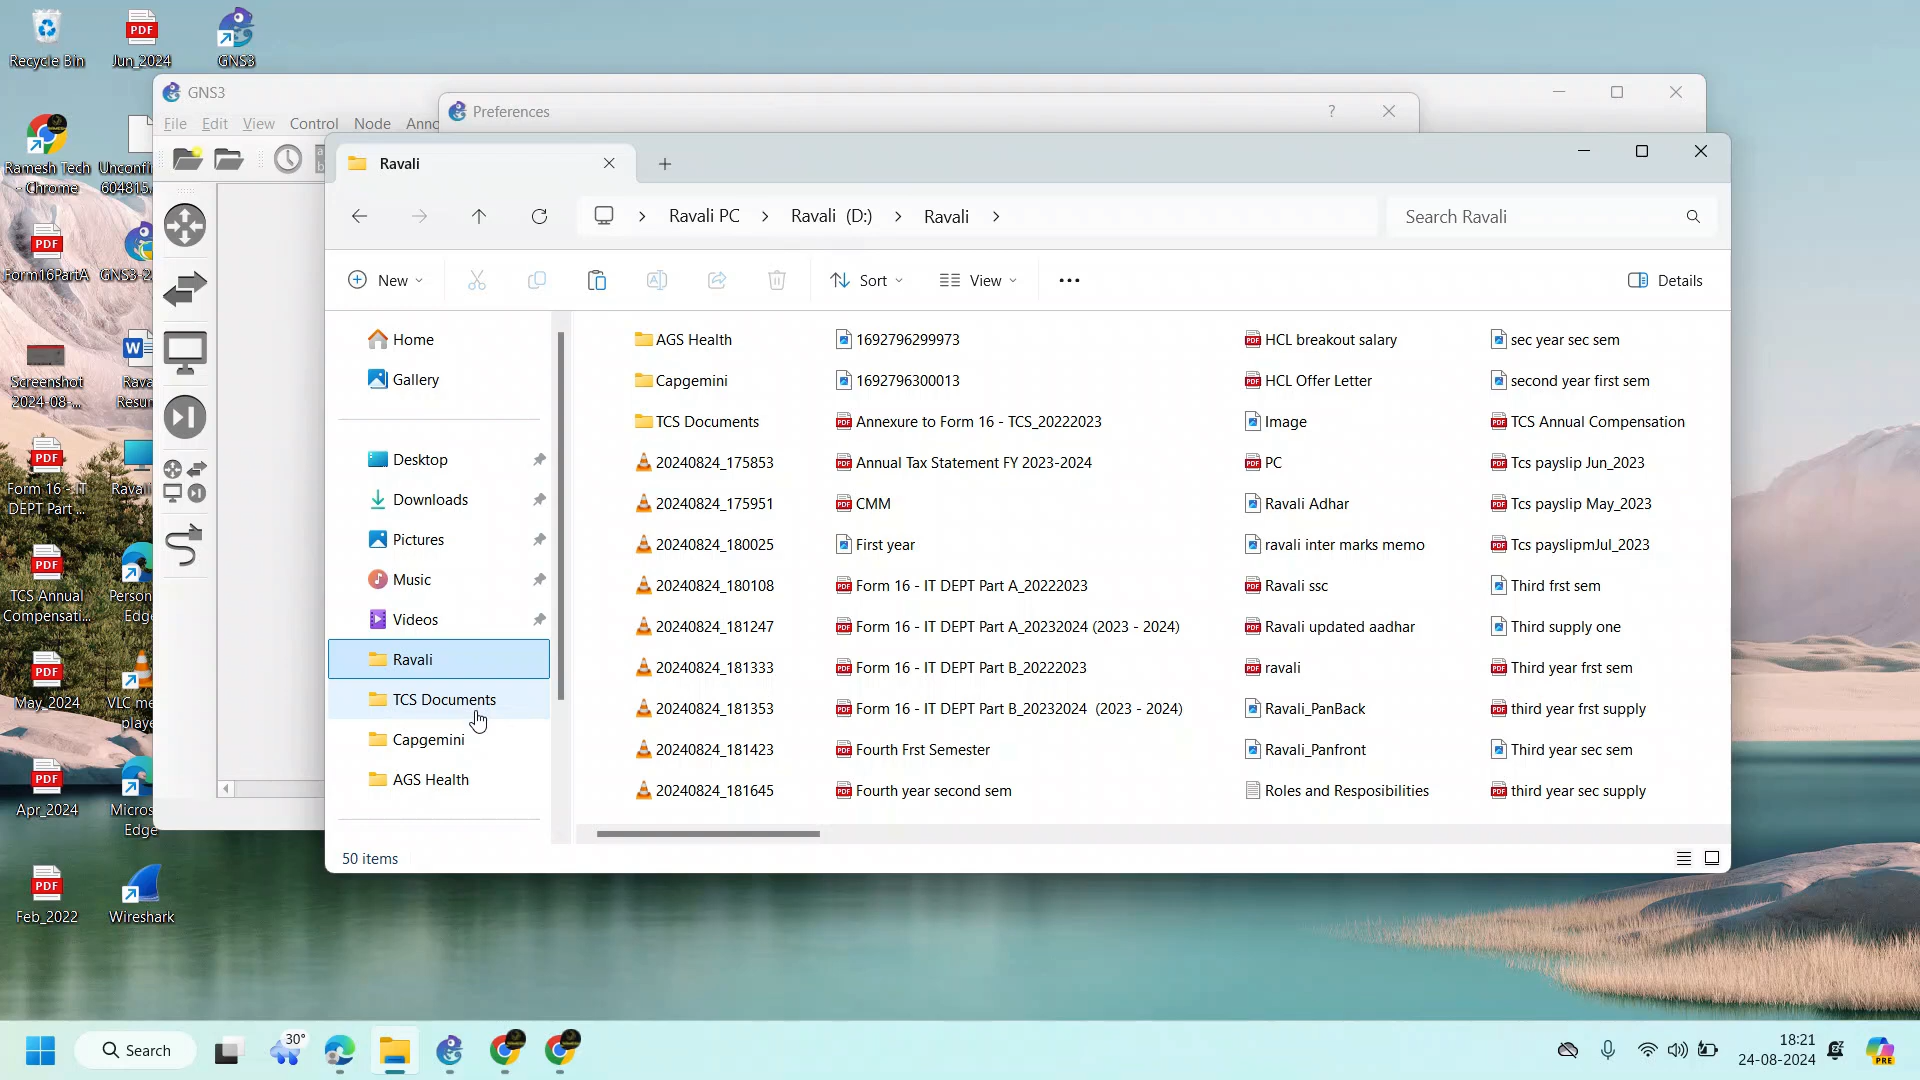 Recycle Bin
Jun_2024
GNS3
Ramesh Tech
- Chrome
Unconfi
604815.
Form16PartA
GNS3-2
Screenshot
2024-08-...
Rava
Resum
Form 16 - IT
DEPT Part ...
Ravali
TCS Annual
Compensati...
Person
Edge
May_2024
VLC me
playe
Apr_2024
Micros
Edge
Feb_2022
Wireshark
GNS3
File Edit View Control Node Anno
Preferences
?
Ravali
Ravali PC > Ravali (D:) > Ravali >
Search Ravali
New
Sort
View
Details
Home
Gallery
Desktop
Downloads
Pictures
Music
Videos
Ravali
TCS Documents
Capgemini
AGS Health
AGS Health
Capgemini
TCS Documents
20240824_175853
20240824_175951
20240824_180025
20240824_180108
20240824_181247
20240824_181333
20240824_181353
20240824_181423
20240824_181645
1692796299973
1692796300013
Annexure to Form 16 - TCS_20222023
Annual Tax Statement FY 2023-2024
CMM
First year
Form 16 - IT DEPT Part A_20222023
Form 16 - IT DEPT Part A_20232024 (2023 - 2024)
Form 16 - IT DEPT Part B_20222023
Form 16 - IT DEPT Part B_20232024 (2023 - 2024)
Fourth Frst Semester
Fourth year second sem
HCL breakout salary
HCL Offer Letter
Image
PC
Ravali Adhar
ravali inter marks memo
Ravali ssc
Ravali updated aadhar
ravali
Ravali_PanBack
Ravali_Panfront
Roles and Resposibilities
sec year sec sem
second year first sem
TCS Annual Compensation
Tcs payslip Jun_2023
Tcs payslip May_2023
Tcs payslipmJul_2023
Third frst sem
Third supply one
Third year frst sem
third year frst supply
Third year sec sem
third year sec supply
50 items
Search
30°
18:21
24-08-2024
PRE